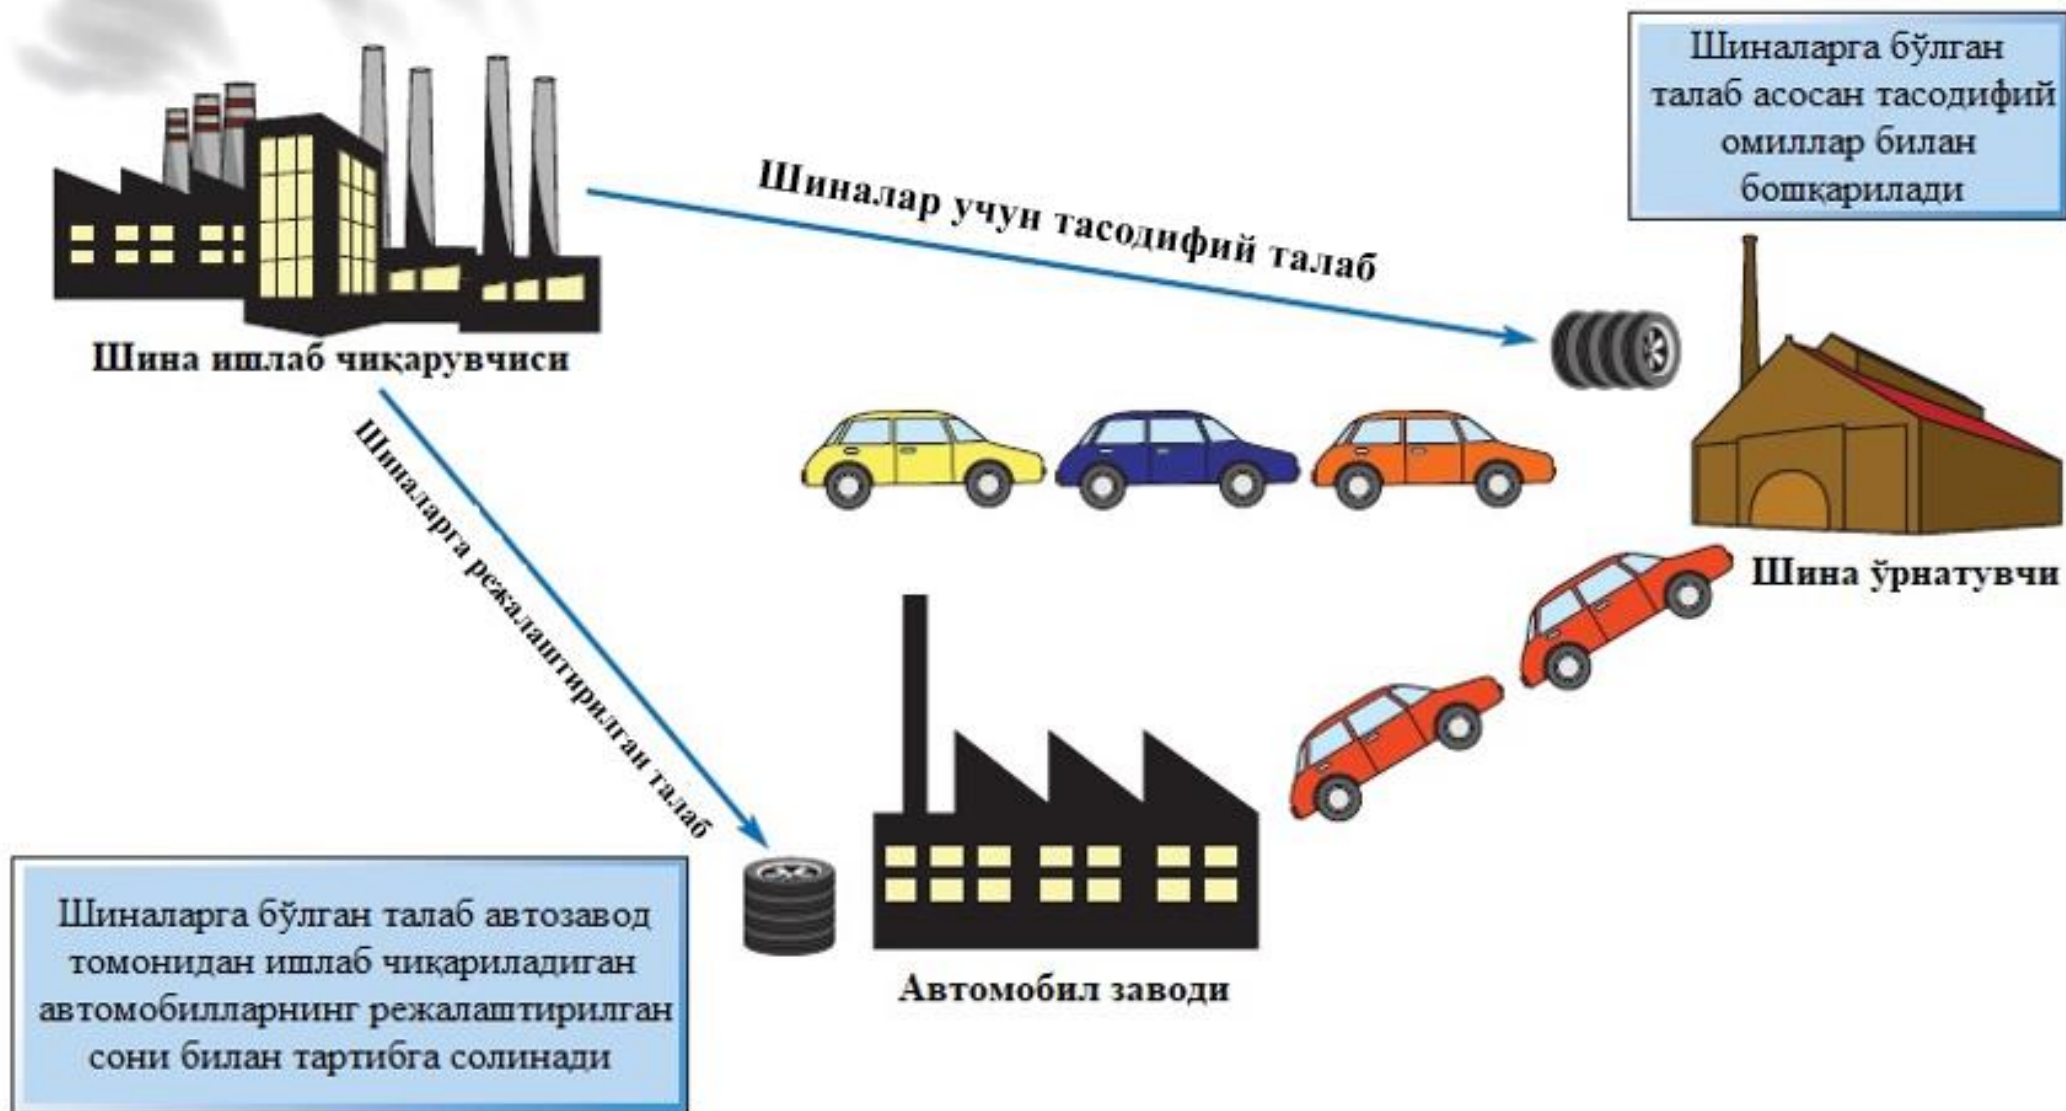 Шиналарга бўлган
талаб асосан тасодифий
омиллар билан
бошқарилади
Шиналар учун тасодифий талаб
Шина ишлаб чиқарувчиси
Шиналарга режалаштирилган талаб
Шина ўрнатувчи
Шиналарга бўлган талаб автозавод
томонидан ишлаб чиқариладиган
автомобилларнинг режалаштирилган
сони билан тартибга солинади
Автомобил заводи